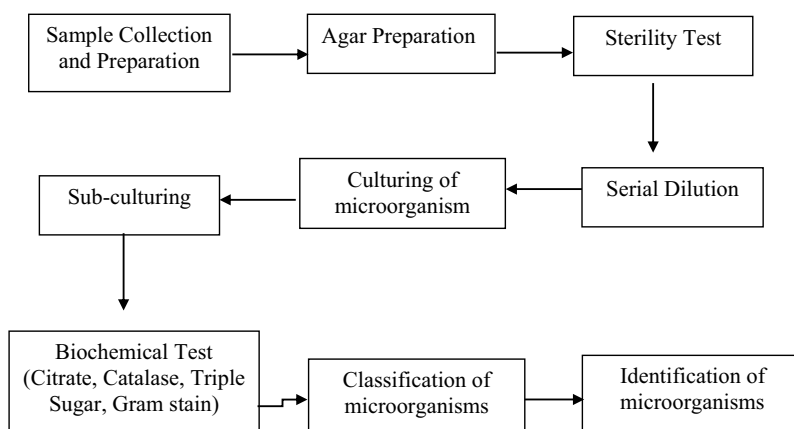 Sample Collection
and Preparation
Agar Preparation
Sterility Test
Serial Dilution
Culturing of
microorganism
Sub-culturing
Biochemical Test
(Citrate, Catalase, Triple
Sugar, Gram stain)
Classification of
microorganisms
Identification of
microorganisms